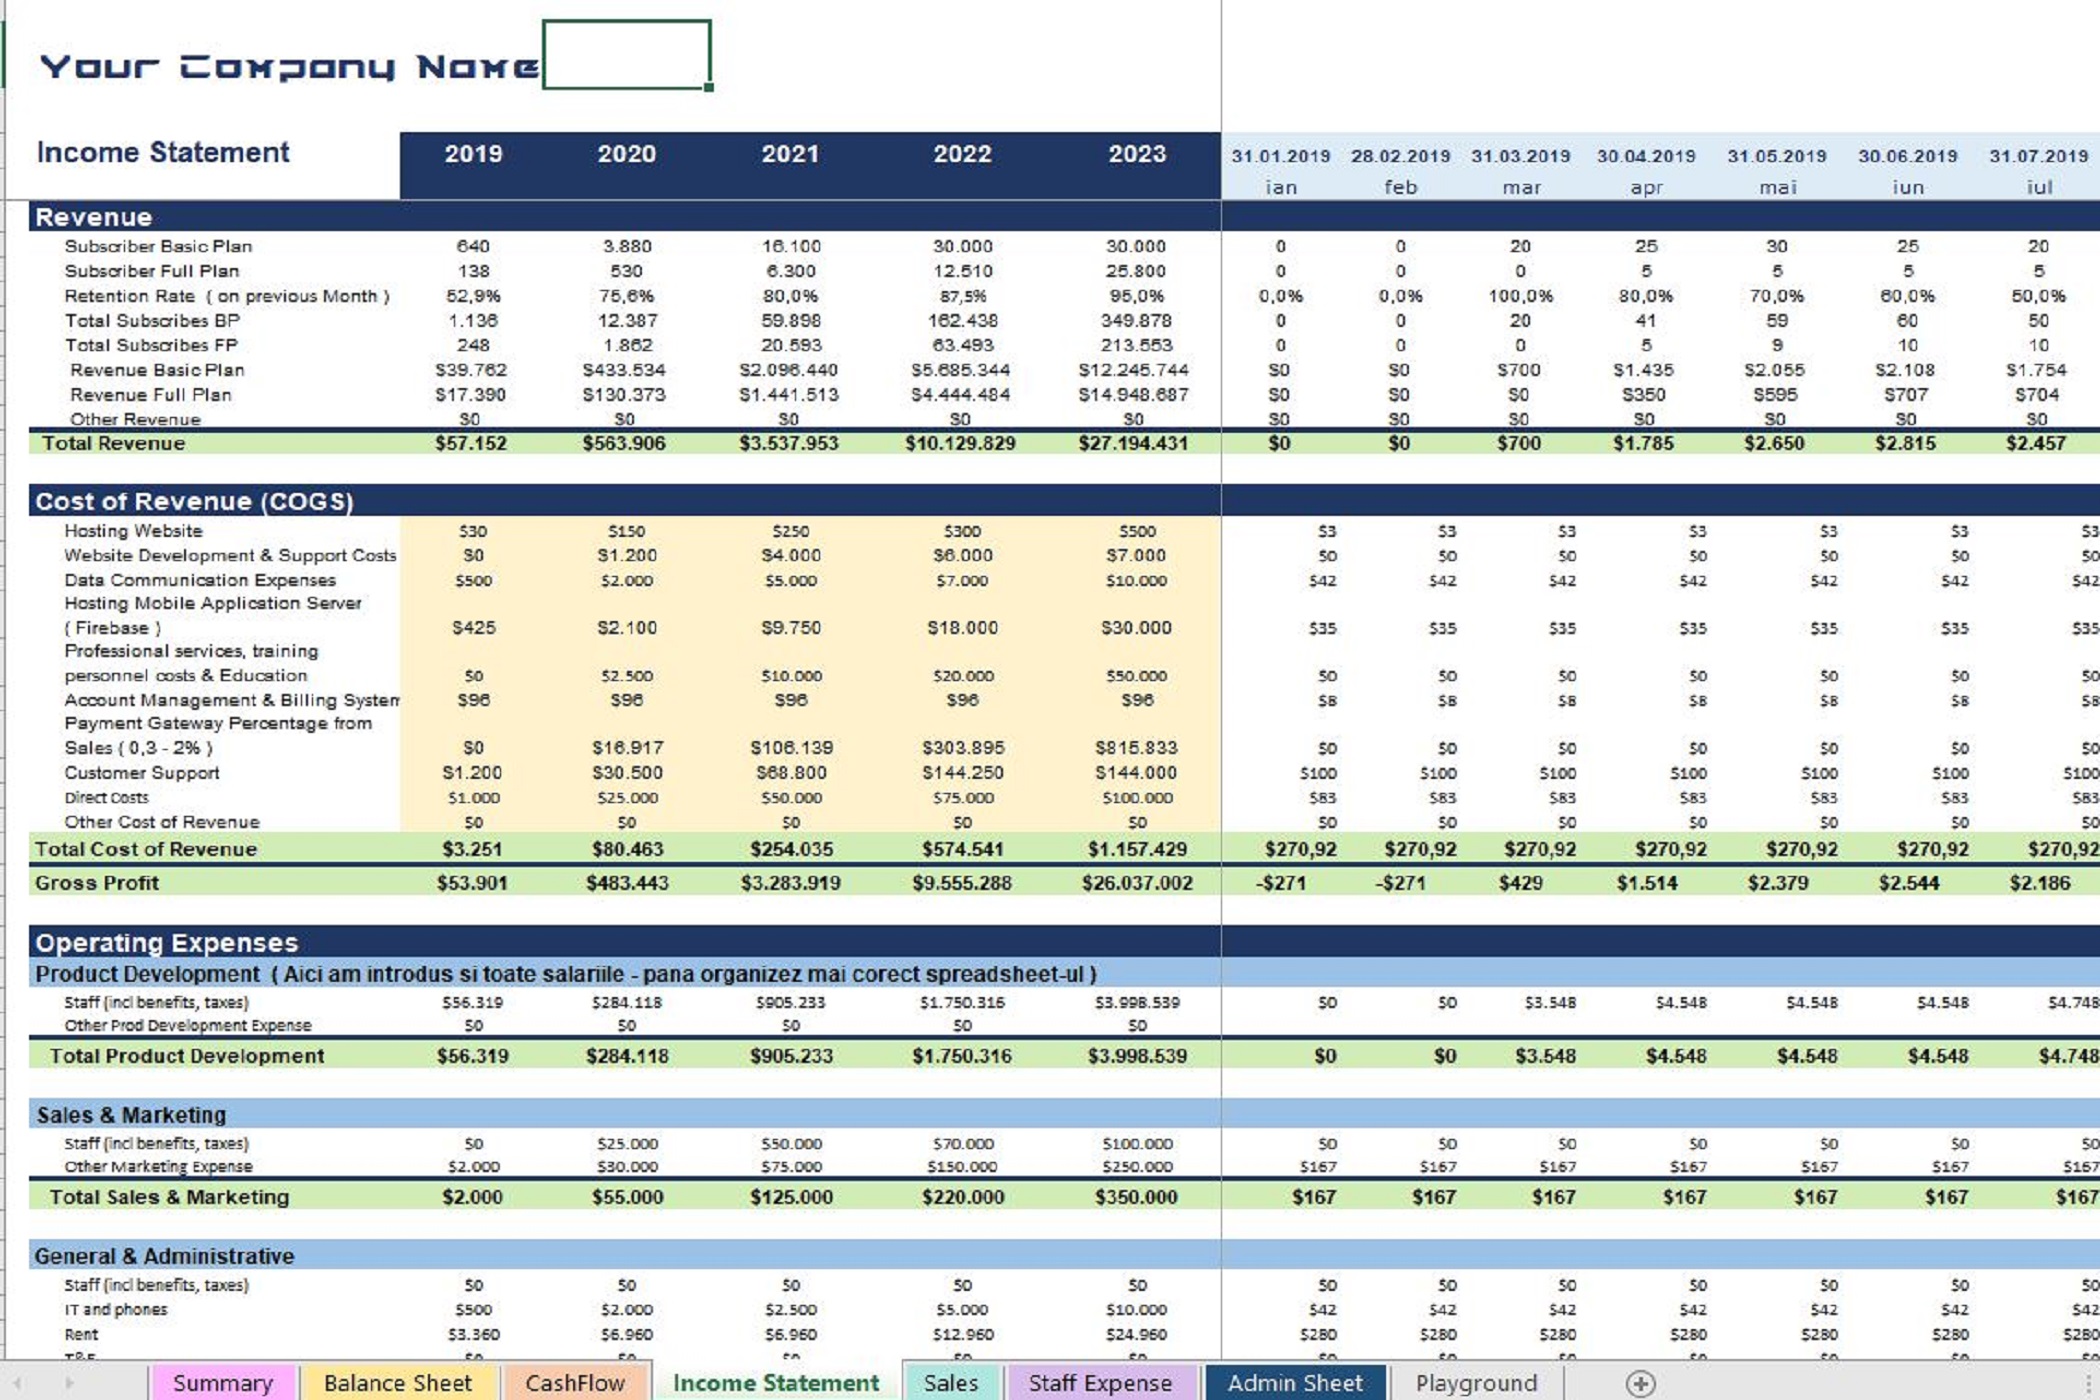 Your Company Name
Income Statement 2019 2020 2021 2022 2023 31.01.2019 28.02.2019 31.03.2019 30.04.2019 31.05.2019 30.06.2019 31.07.2019
ian feb mar apr mai iun iul
Revenue
Subscriber Basic Plan 640 3.880 16.100 30.000 30.000 0 0 20 25 30 25 20
Subscriber Full Plan 138 530 6.300 12.510 25.800 0 0 0 5 5 5 5
Retention Rate ( on previous Month ) 52,9% 75,6% 80,0% 87,5% 95,0% 0,0% 0,0% 100,0% 80,0% 70,0% 60,0% 50,0%
Total Subscribes BP 1.136 12.387 59.898 162.438 349.878 0 0 20 41 59 60 50
Total Subscribes FP 248 1.862 20.593 63.493 213.553 0 0 0 5 9 10 10
Revenue Basic Plan $39.762 $433.534 $2.096.440 $5.685.344 $12.245.744 $0 $0 $700 $1.435 $2.055 $2.108 $1.754
Revenue Full Plan $17.390 $130.373 $1.441.513 $4.444.484 $14.948.687 $0 $0 $0 $350 $595 $707 $704
Other Revenue $0 $0 $0 $0 $0 $0 $0 $0 $0 $0 $0 $0
Total Revenue $57.152 $563.906 $3.537.953 $10.129.829 $27.194.431 $0 $0 $700 $1.785 $2.650 $2.815 $2.457
Cost of Revenue (COGS)
Hosting Website $30 $150 $250 $300 $500 $3 $3 $3 $3 $3 $3 $3
Website Development & Support Costs $0 $1.200 $4.000 $6.000 $7.000 $0 $0 $0 $0 $0 $0 $0
Data Communication Expenses $500 $2.000 $5.000 $7.000 $10.000 $42 $42 $42 $42 $42 $42 $42
Hosting Mobile Application Server
( Firebase ) $425 $2.100 $9.750 $18.000 $30.000 $35 $35 $35 $35 $35 $35 $35
Professional services, training
personnel costs & Education $0 $2.500 $10.000 $20.000 $50.000 $0 $0 $0 $0 $0 $0 $0
Account Management & Billing System $96 $96 $96 $96 $96 $8 $8 $8 $8 $8 $8 $8
Payment Gateway Percentage from
Sales ( 0,3 - 2% ) $0 $16.917 $106.139 $303.895 $815.833 $0 $0 $0 $0 $0 $0 $0
Customer Support $1.200 $30.500 $68.800 $144.250 $144.000 $100 $100 $100 $100 $100 $100 $100
Direct Costs $1.000 $25.000 $50.000 $75.000 $100.000 $83 $83 $83 $83 $83 $83 $83
Other Cost of Revenue $0 $0 $0 $0 $0 $0 $0 $0 $0 $0 $0 $0
Total Cost of Revenue $3.251 $80.463 $254.035 $574.541 $1.157.429 $270,92 $270,92 $270,92 $270,92 $270,92 $270,92 $270,92
Gross Profit $53.901 $483.443 $3.283.919 $9.555.288 $26.037.002 -$271 -$271 $429 $1.514 $2.379 $2.544 $2.186
Operating Expenses
Product Development ( Aici am introdus si toate salariile - pana organizez mai corect spreadsheet-ul )
Staff (incl benefits, taxes) $56.319 $284.118 $905.233 $1.750.316 $3.998.539 $0 $0 $3.548 $4.548 $4.548 $4.548 $4.748
Other Prod Development Expense $0 $0 $0 $0 $0
Total Product Development $56.319 $284.118 $905.233 $1.750.316 $3.998.539 $0 $0 $3.548 $4.548 $4.548 $4.548 $4.748
Sales & Marketing
Staff (incl benefits, taxes) $0 $25.000 $50.000 $70.000 $100.000 $0 $0 $0 $0 $0 $0 $0
Other Marketing Expense $2.000 $30.000 $75.000 $150.000 $250.000 $167 $167 $167 $167 $167 $167 $167
Total Sales & Marketing $2.000 $55.000 $125.000 $220.000 $350.000 $167 $167 $167 $167 $167 $167 $167
General & Administrative
Staff (incl benefits, taxes) $0 $0 $0 $0 $0 $0 $0 $0 $0 $0 $0 $0
IT and phones $500 $2.000 $2.500 $5.000 $10.000 $42 $42 $42 $42 $42 $42 $42
Rent $3.360 $6.960 $6.960 $12.960 $24.960 $280 $280 $280 $280 $280 $280 $280
Summary Balance Sheet CashFlow Income Statement Sales Staff Expense Admin Sheet Playground